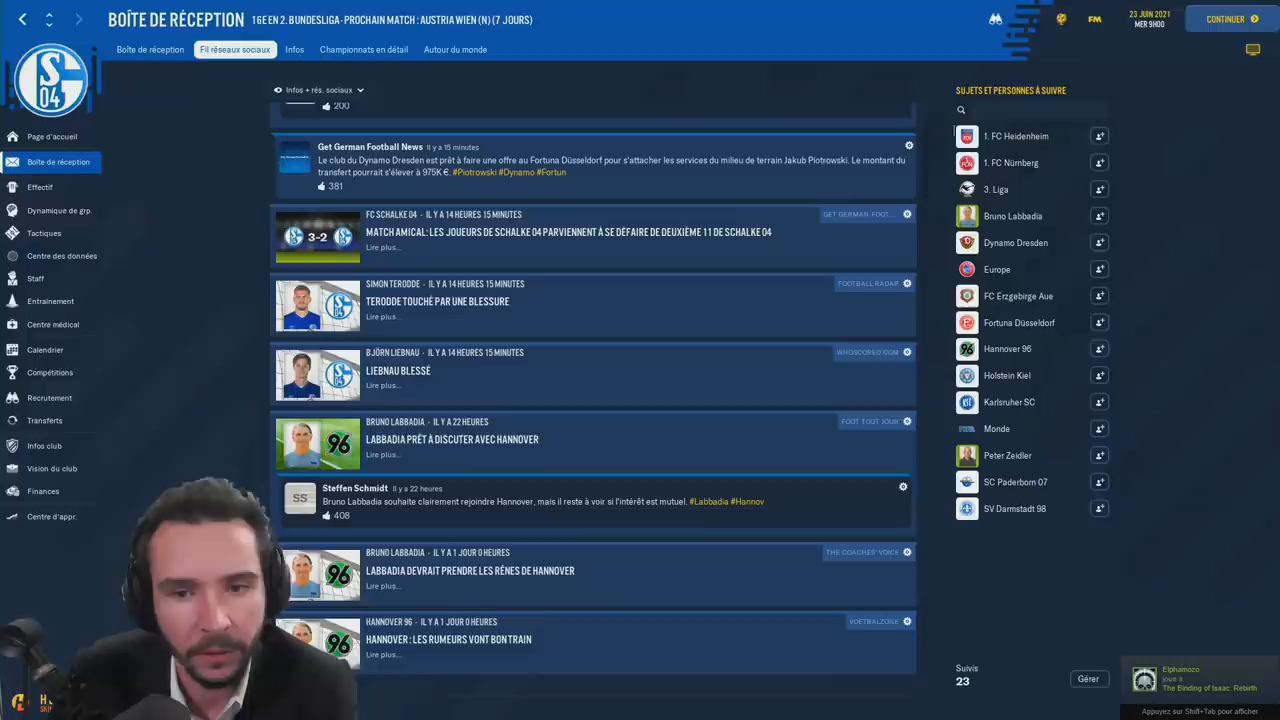 BOÎTE DE RÉCEPTION
16E EN 2. BUNDESLIGA - PROCHAIN MATCH : AUSTRIA WIEN (N) (7 JOURS)
FM
23 JUIN 2021
MER 9H00
CONTINUER
Boîte de réception
Fil réseaux sociaux
Infos
Championnats en détail
Autour du monde
S
04
Page d'accueil
Boîte de réception
Effectif
Dynamique de grp.
Tactiques
Centre des données
Staff
Entraînement
Centre médical
Calendrier
Compétitions
Recrutement
Transferts
Infos club
Vision du club
Finances
Centre d'appr.
Infos + rés. sociaux
200
Get German Football News Il y a 15 minutes
Le club du Dynamo Dresden est prêt à faire une offre au Fortuna Düsseldorf pour s'attacher les services du milieu de terrain Jakub Piotrowski. Le montant du
transfert pourrait s'élever à 975K €. #Piotrowski #Dynamo #Fortun
381
FC SCHALKE 04 - IL Y A 14 HEURES 15 MINUTES
GET GERMAN FOOT...
3-2
MATCH AMICAL: LES JOUEURS DE SCHALKE 04 PARVIENNENT À SE DÉFAIRE DE DEUXIÈME 11 DE SCHALKE 04
Lire plus...
SIMON TERODDE - IL Y A 14 HEURES 15 MINUTES
FOOTBALL RADAR
TERODDE TOUCHÉ PAR UNE BLESSURE
Lire plus...
BJÖRN LIEBNAU - IL Y A 14 HEURES 15 MINUTES
WHOSCORED.COM
LIEBNAU BLESSÉ
Lire plus...
BRUNO LABBADIA - IL Y A 22 HEURES
FOOT TOUT JOUR
LABBADIA PRÊT À DISCUTER AVEC HANNOVER
96
Lire plus...
SS
Steffen Schmidt Il y a 22 heures
Bruno Labbadia souhaite clairement rejoindre Hannover, mais il reste à voir si l'intérêt est mutuel. #Labbadia #Hannov
408
BRUNO LABBADIA - IL Y A 1 JOUR 0 HEURES
THE COACHES' VOICE
LABBADIA DEVRAIT PRENDRE LES RÊNES DE HANNOVER
96
Lire plus...
HANNOVER 96 - IL Y A 1 JOUR 0 HEURES
VOETBALZONE
HANNOVER : LES RUMEURS VONT BON TRAIN
96
Lire plus...
SUJETS ET PERSONNES À SUIVRE
1. FC Heidenheim
1. FC Nürnberg
3. Liga
Bruno Labbadia
Dynamo Dresden
Europe
FC Erzgebirge Aue
Fortuna Düsseldorf
Hannover 96
Holstein Kiel
Karlsruher SC
FIFA Monde
Peter Zeidler
SC Paderborn 07
SV Darmstadt 98
Suivis
23
Gérer
Elphamozo
joue à
The Binding of Isaac: Rebirth
Appuyez sur Shift+Tab pour afficher